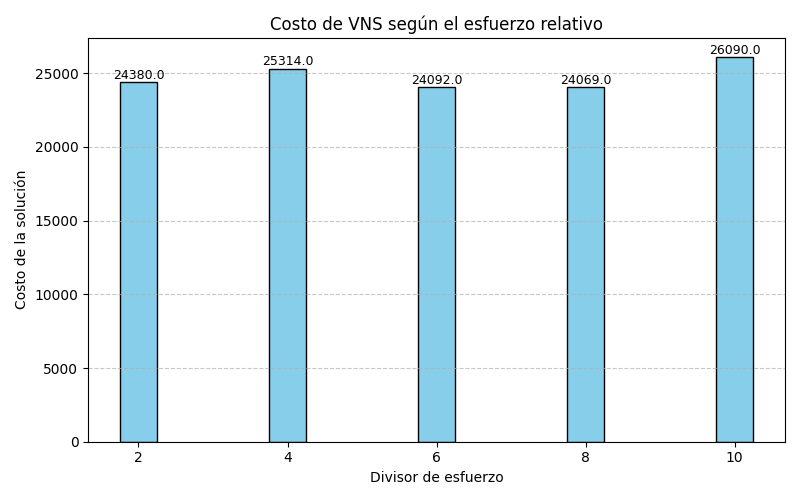 Costo de VNS según el esfuerzo relativo
24380.0
25314.0
24092.0
24069.0
26090.0
Costo de la solución
25000
20000
15000
10000
5000
0
2 4 6 8 10
Divisor de esfuerzo